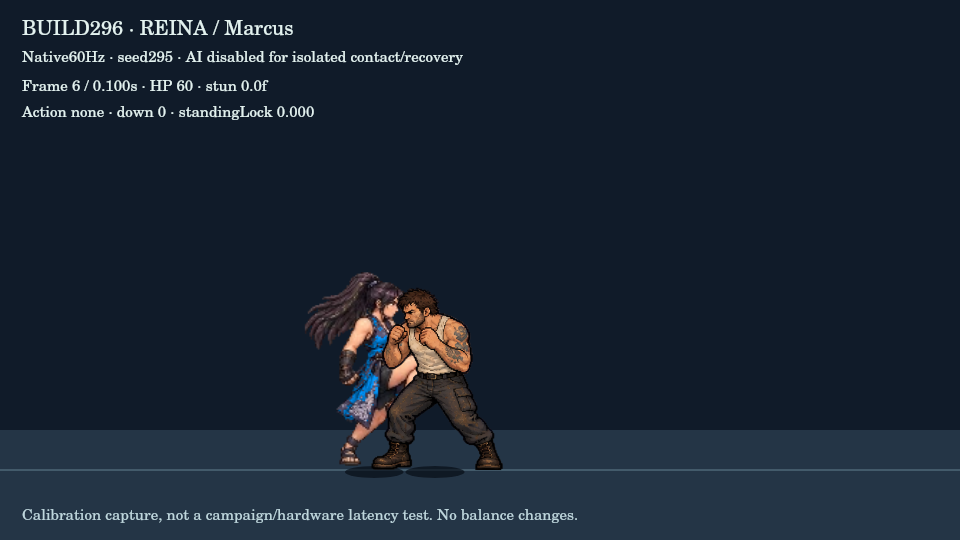 BUILD296 · REINA / Marcus
Native60Hz · seed295 · AI disabled for isolated contact/recovery
Frame 6 / 0.100s · HP 60 · stun 0.0f
Action none · down 0 · standingLock 0.000
Calibration capture, not a campaign/hardware latency test. No balance changes.